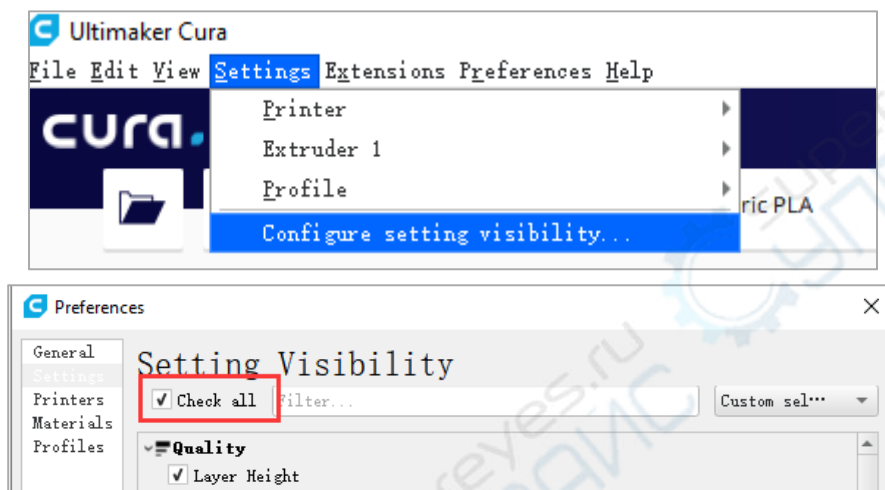 Ultimaker Cura
File Edit View Settings Extensions Preferences Help
cura.
Printer
Extruder 1
Profile
ric PLA
Configure setting visibility...
Preferences
General
Settings
Printers
Materials
Profiles
Setting Visibility
Check all
Filter...
Custom sel...
Quality
Layer Height